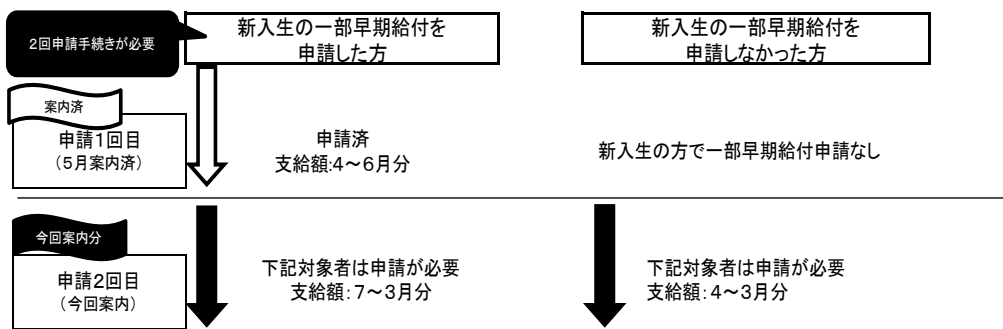 2回申請手続きが必要
新入生の一部早期給付を
申請した方
新入生の一部早期給付を
申請しなかった方
案内済
申請1回目
（5月案内済）
申請済
支給額:4～6月分
新入生の方で一部早期給付申請なし
今回案内分
申請2回目
（今回案内）
下記対象者は申請が必要
支給額：7～3月分
下記対象者は申請が必要
支給額：4～3月分